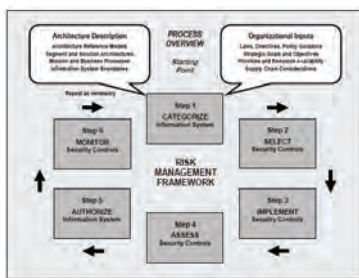 Architecture Description
Architecture Reference Models
Segment and Solution Architectures
Mission and Business Processes
Information System Boundaries
PROCESS
OVERVIEW
Starting
Point
Organizational Inputs
Laws, Directives, Policy Guidance
Strategic Goals and Objectives
Priorities and Resource Availability
Supply Chain Considerations
Repeat as necessary
Step 1
CATEGORIZE
Information System
Step 6
MONITOR
Security Controls
Step 2
SELECT
Security Controls
RISK
MANAGEMENT
FRAMEWORK
Step 5
AUTHORIZE
Information System
Step 3
IMPLEMENT
Security Controls
Step 4
ASSESS
Security Controls